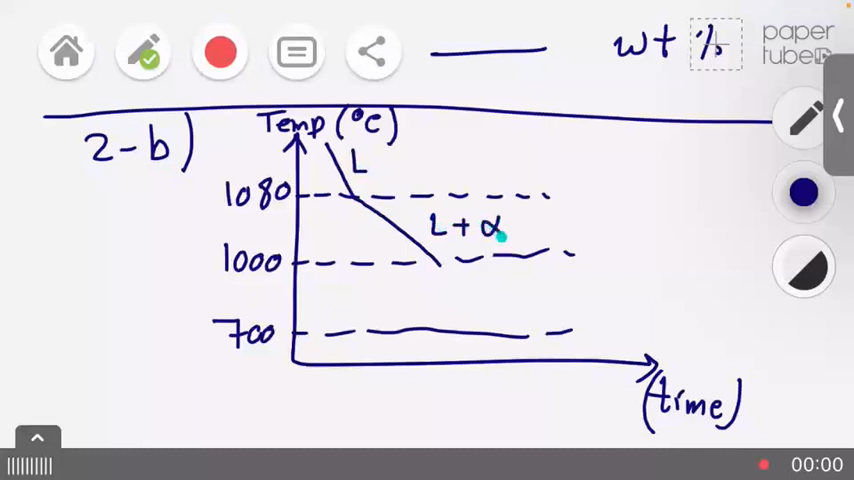 wt %
paper
tube
2-b)
Temp (°C)
L
1080
L + α
1000
700
(time)
00:00